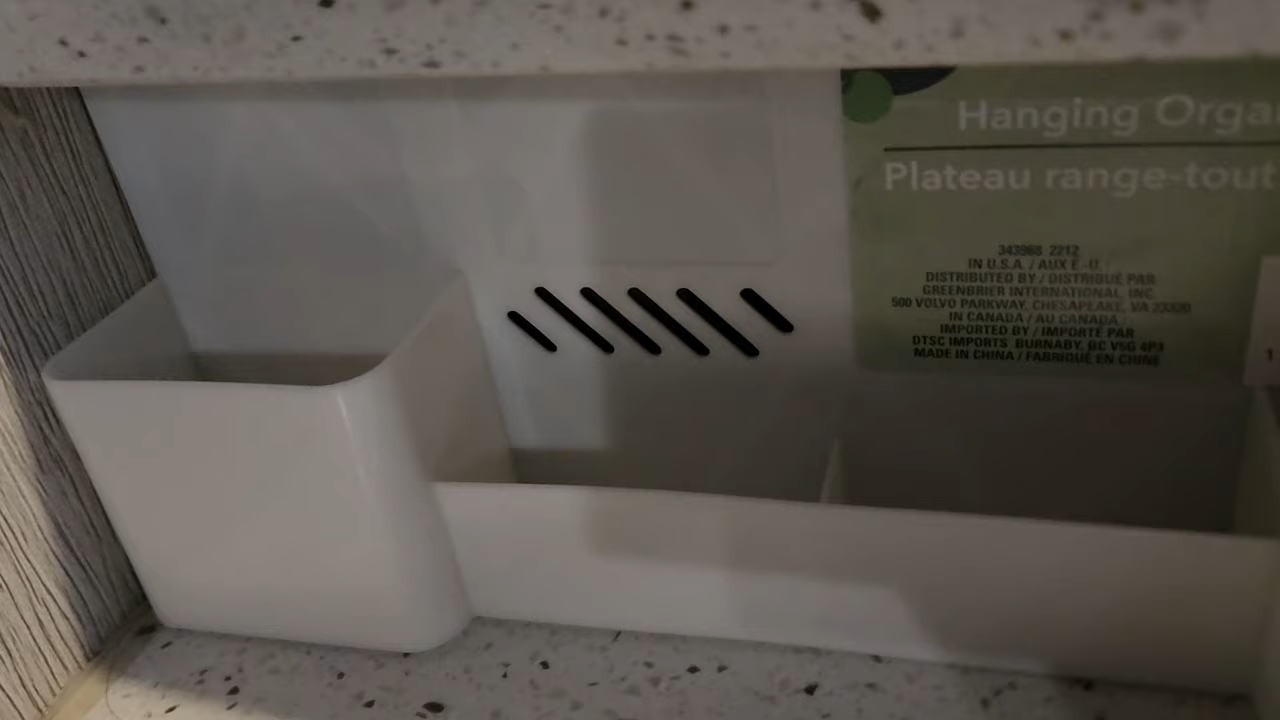 Hanging Orga
Plateau range-tout
343968 2212
IN U.S.A. / AUX É.-U.
DISTRIBUTED BY / DISTRIBUÉ PAR
GREENBRIER INTERNATIONAL, INC.
500 VOLVO PARKWAY, CHESAPEAKE, VA 23320
IN CANADA / AU CANADA
IMPORTED BY / IMPORTÉ PAR
DTSC IMPORTS BURNABY, BC V5G 4P3
MADE IN CHINA / FABRIQUÉ EN CHINE
1